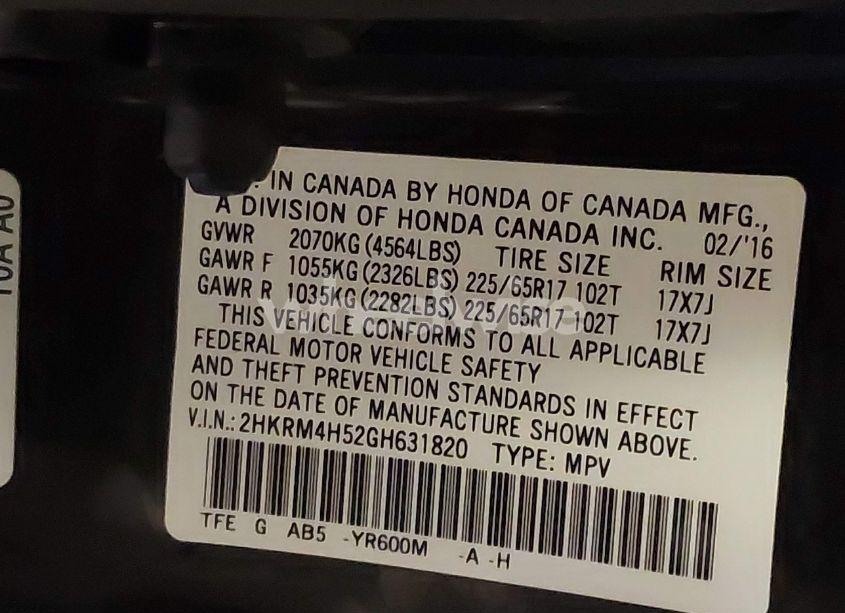 . IN CANADA BY HONDA OF CANADA MFG.,
A DIVISION OF HONDA CANADA INC. 02/'16
GVWR 2070KG (4564LBS) TIRE SIZE RIM SIZE
GAWR F 1055KG (2326LBS) 225/65R17 102T 17X7J
GAWR R 1035KG (2282LBS) 225/65R17 102T 17X7J
THIS VEHICLE CONFORMS TO ALL APPLICABLE
FEDERAL MOTOR VEHICLE SAFETY
AND THEFT PREVENTION STANDARDS IN EFFECT
ON THE DATE OF MANUFACTURE SHOWN ABOVE.
V.I.N.: 2HKRM4H52GH631820 TYPE: MPV
TFE G AB5 -YR600M -A -H